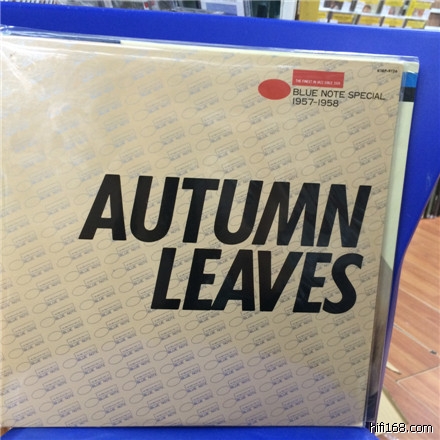 THE FINEST IN JAZZ SINCE 1939
BLUE NOTE SPECIAL
1957-1958
AUTUMN
LEAVES
hifi168.com